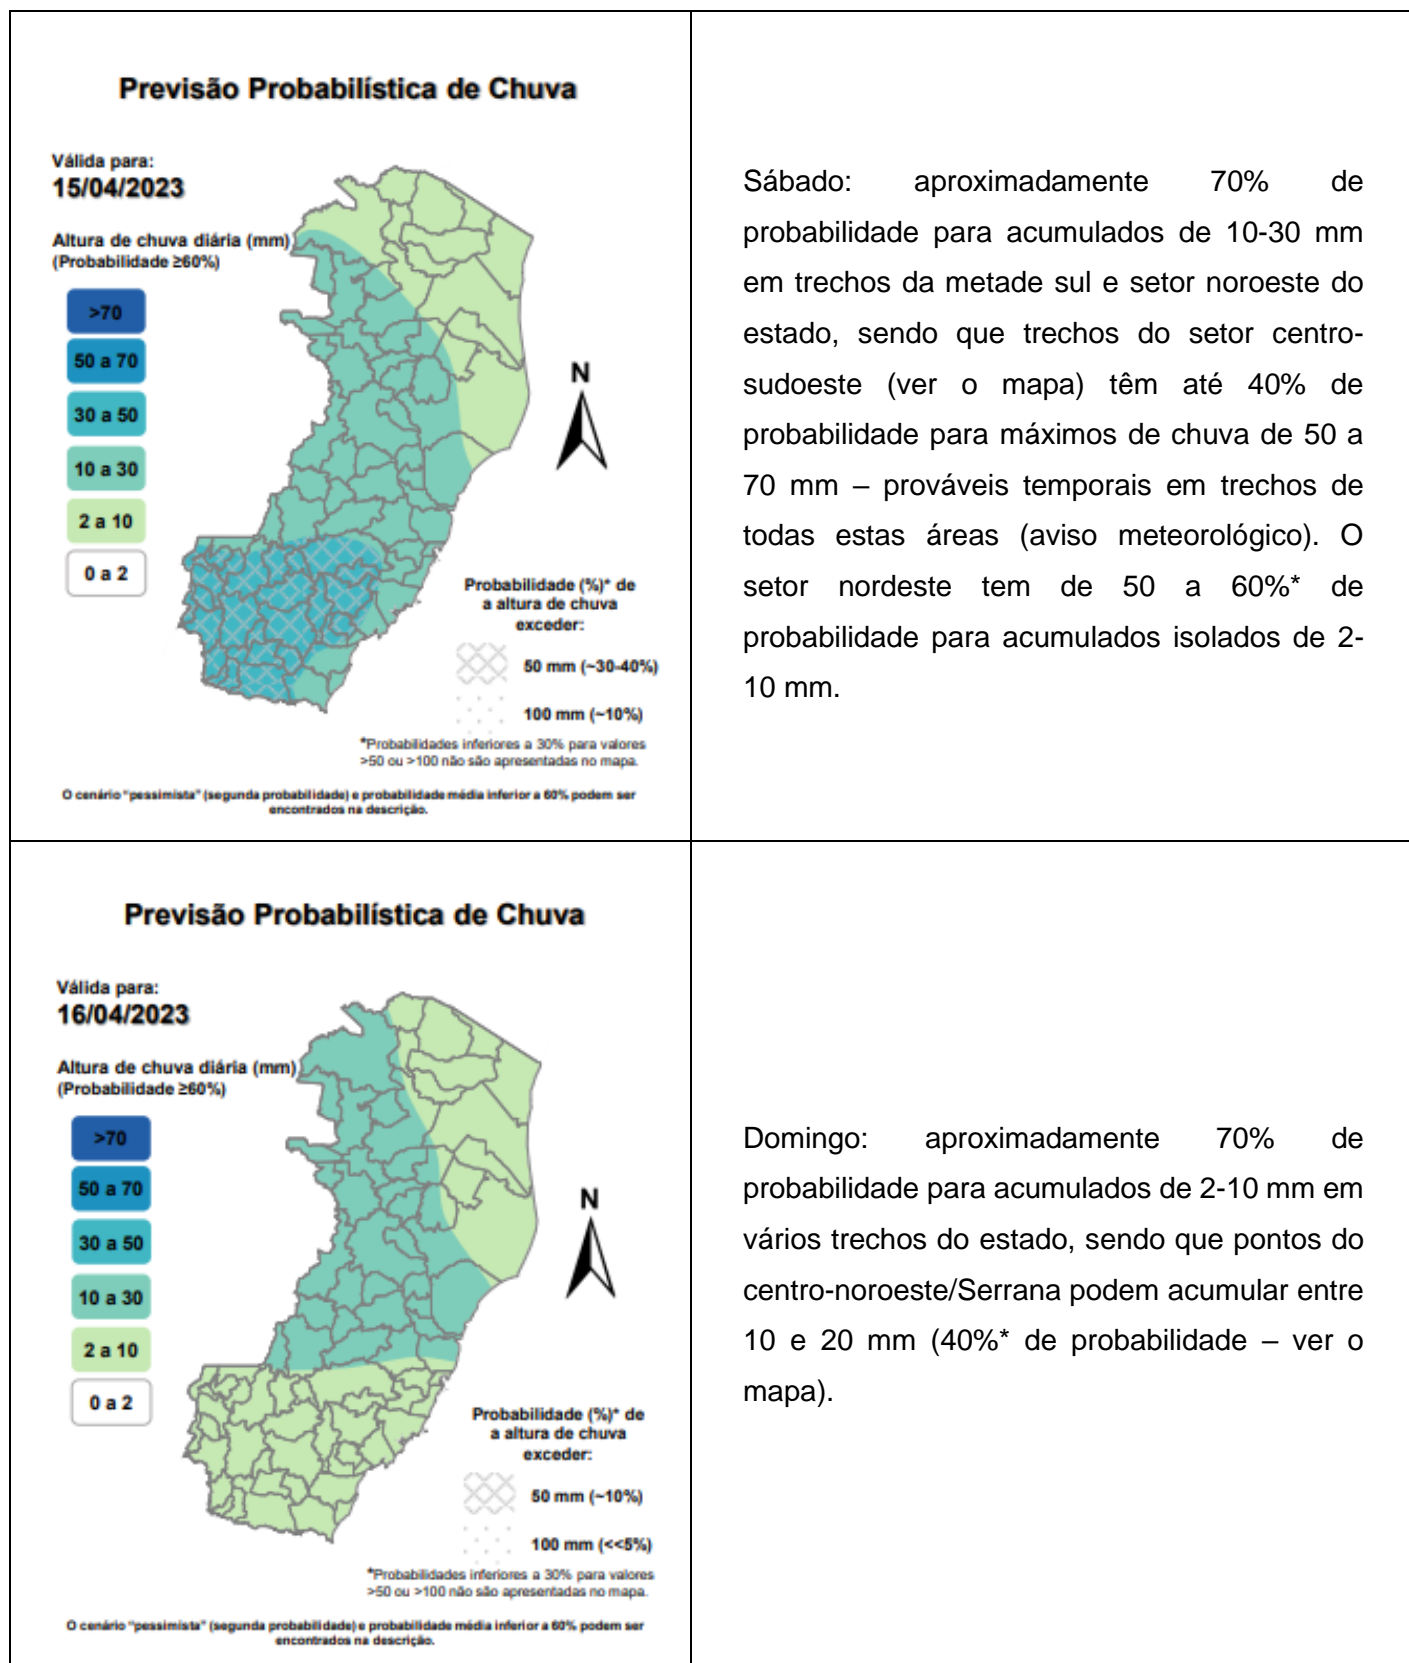 Previsão Probabilística de Chuva
Válida para:
15/04/2023
Altura de chuva diária (mm)
(Probabilidade ≥60%)
>70
50 a 70
30 a 50
10 a 30
2 a 10
0 a 2
N
Probabilidade (%)* de
a altura de chuva
exceder:
50 mm (~30-40%)
100 mm (~10%)
*Probabilidades inferiores a 30% para valores
>50 ou >100 não são apresentadas no mapa.
O cenário "pessimista" (segunda probabilidade) e probabilidade média inferior a 60% podem ser
encontrados na descrição.
Sábado: aproximadamente 70% de
probabilidade para acumulados de 10-30 mm
em trechos da metade sul e setor noroeste do
estado, sendo que trechos do setor centro-
sudoeste (ver o mapa) têm até 40% de
probabilidade para máximos de chuva de 50 a
70 mm – prováveis temporais em trechos de
todas estas áreas (aviso meteorológico). O
setor nordeste tem de 50 a 60%* de
probabilidade para acumulados isolados de 2-
10 mm.
Previsão Probabilística de Chuva
Válida para:
16/04/2023
Altura de chuva diária (mm)
(Probabilidade ≥60%)
>70
50 a 70
30 a 50
10 a 30
2 a 10
0 a 2
N
Probabilidade (%)* de
a altura de chuva
exceder:
50 mm (~10%)
100 mm (<<5%)
*Probabilidades inferiores a 30% para valores
>50 ou >100 não são apresentadas no mapa.
O cenário "pessimista" (segunda probabilidade) e probabilidade média inferior a 60% podem ser
encontrados na descrição.
Domingo: aproximadamente 70% de
probabilidade para acumulados de 2-10 mm em
vários trechos do estado, sendo que pontos do
centro-noroeste/Serrana podem acumular entre
10 e 20 mm (40%* de probabilidade – ver o
mapa).